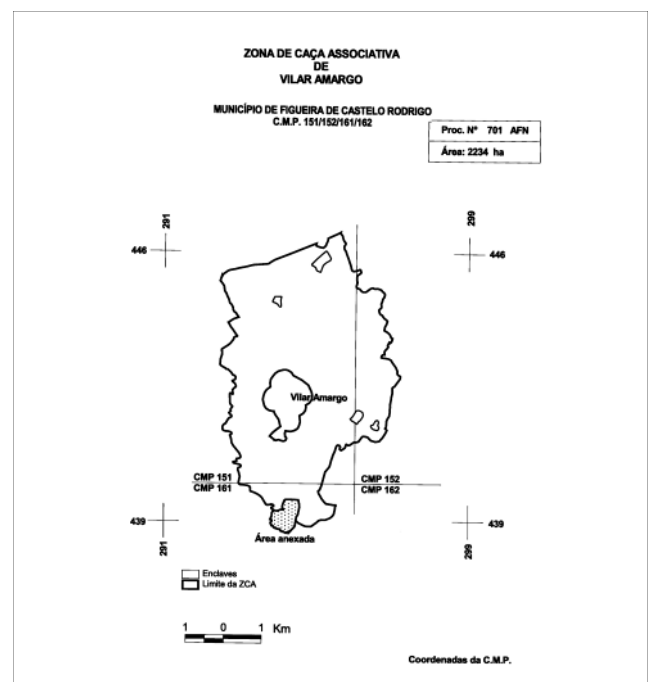 ZONA DE CAÇA ASSOCIATIVA
DE
VILAR AMARGO
MUNICÍPIO DE FIGUEIRA DE CASTELO RODRIGO
C.M.P. 151/152/161/162
Proc. Nº 701 AFN
Área: 2234 ha
291
299
446
446
Vilar Amargo
CMP 151
CMP 152
CMP 161
CMP 162
439
439
Área anexada
291
299
Enclaves
Limite da ZCA
1 0 1 Km
Coordenadas da C.M.P.